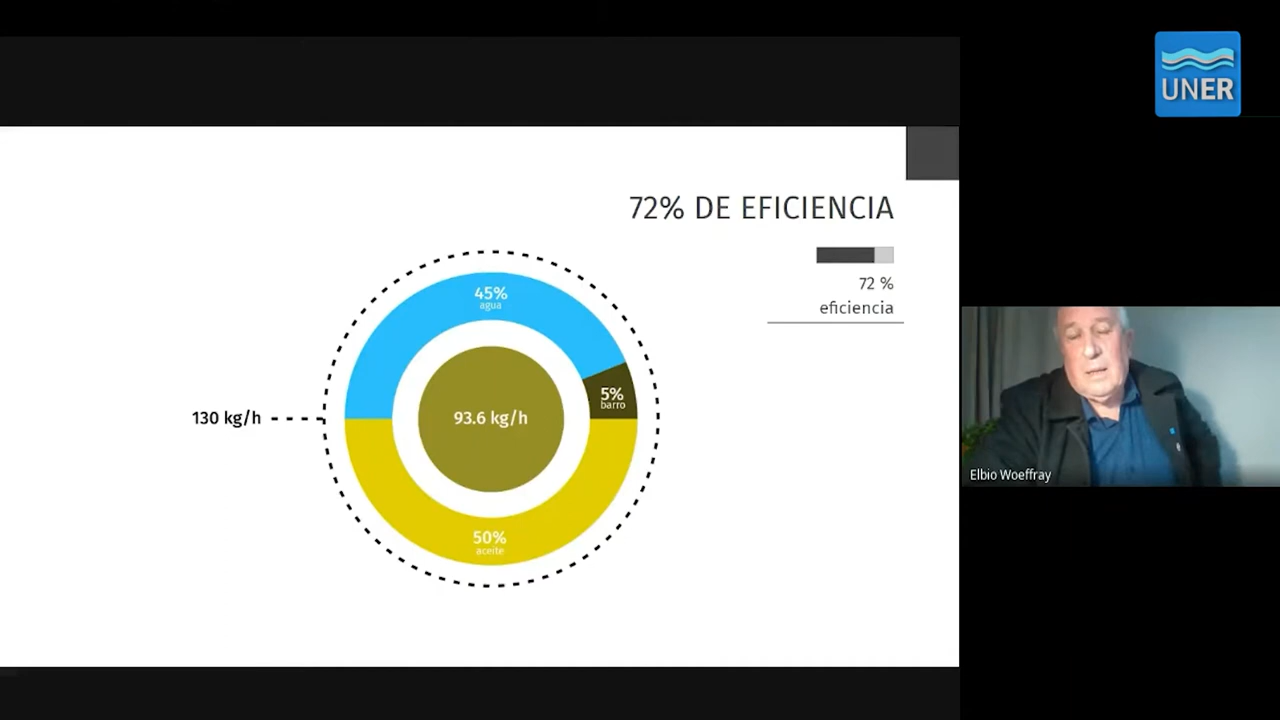 UNER
72% DE EFICIENCIA
72 %
eficiencia
45%
agua
5%
barro
130 kg/h
93.6 kg/h
50%
aceite
Elbio Woeffray